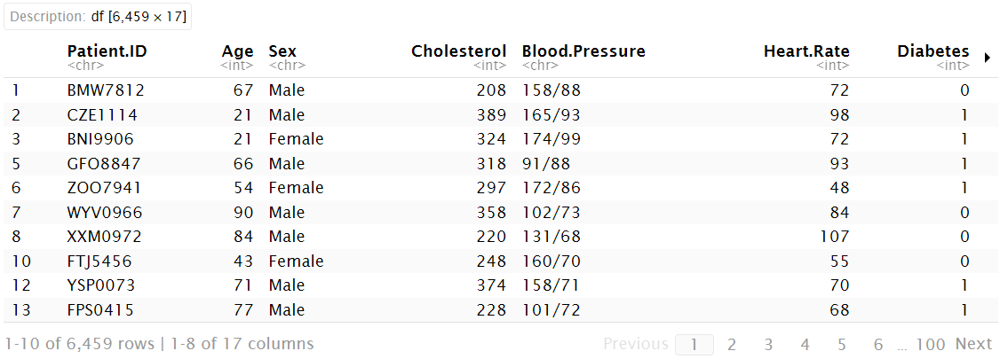 Description: df [6,459 × 17]
Patient.ID Age Sex Cholesterol Blood.Pressure Heart.Rate Diabetes
<chr> <int> <chr> <int> <chr> <int> <int>
1 BMW7812 67 Male 208 158/88 72 0
2 CZE1114 21 Male 389 165/93 98 1
3 BNI9906 21 Female 324 174/99 72 1
5 GFO8847 66 Male 318 91/88 93 1
6 ZOO7941 54 Female 297 172/86 48 1
7 WYV0966 90 Male 358 102/73 84 0
8 XXM0972 84 Male 220 131/68 107 0
10 FTJ5456 43 Female 248 160/70 55 0
12 YSP0073 71 Male 374 158/71 70 1
13 FPS0415 77 Male 228 101/72 68 1
1-10 of 6,459 rows | 1-8 of 17 columns Previous 1 2 3 4 5 6 ... 100 Next